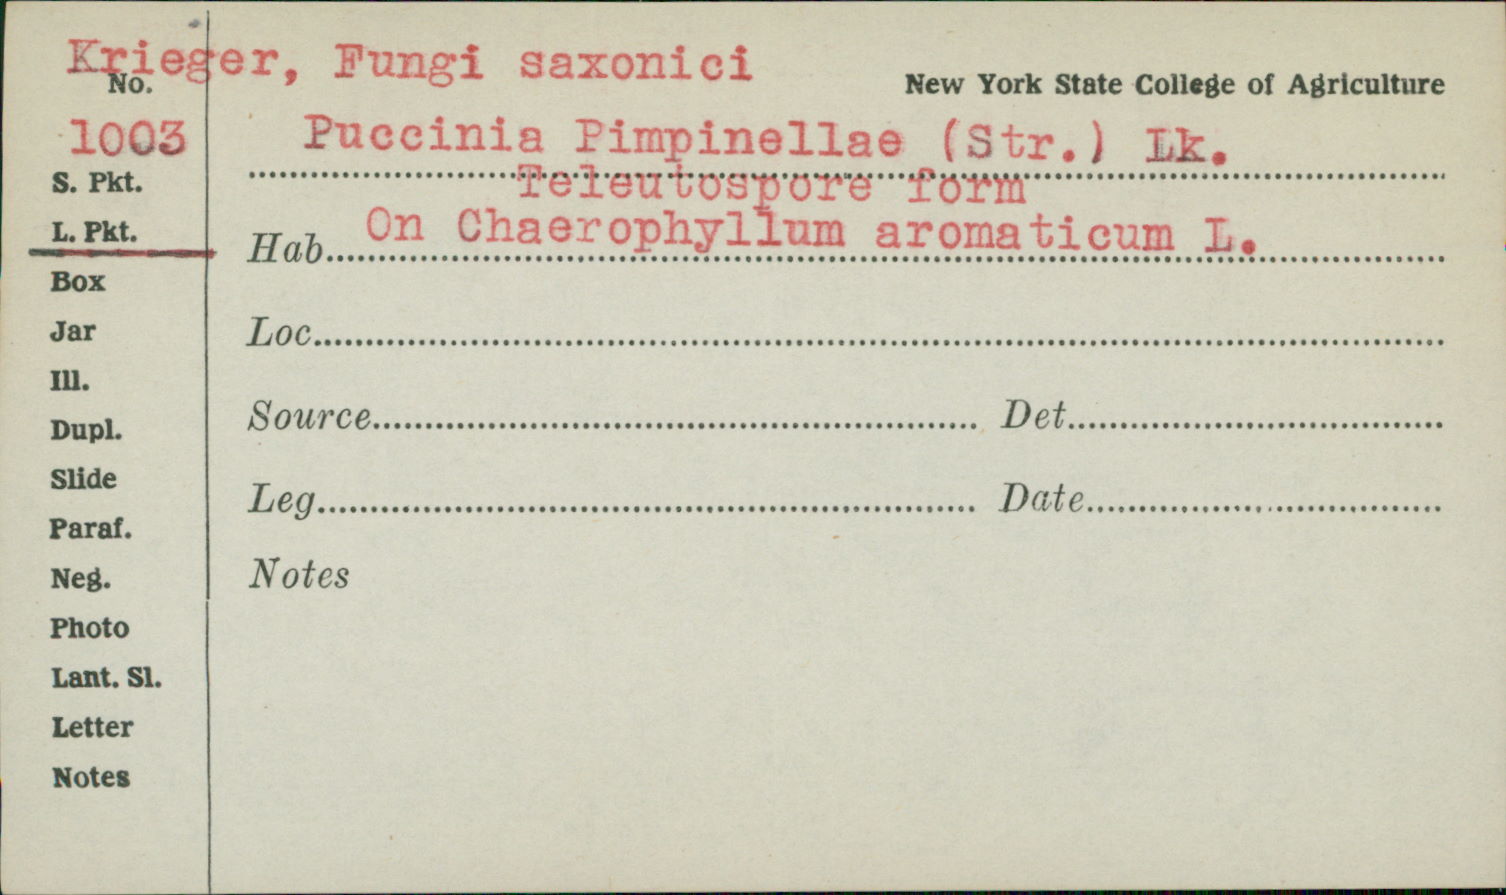 Krieger, Fungi saxonici
No.
New York State College of Agriculture
1003
Puccinia Pimpinellae (Str.) Lk.
S. Pkt.
Teleutospore form
L. Pkt.
Hab. On Chaerophyllum aromaticum L.
Box
Jar
Loc.
Ill.
Dupl.
Source Det.
Slide
Leg. Date
Paraf.
Neg.
Notes
Photo
Lant. Sl.
Letter
Notes